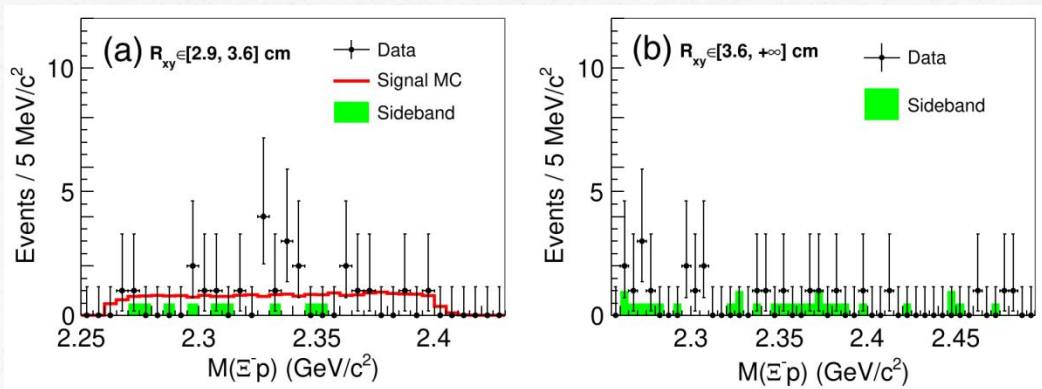 (a) R_xy∈[2.9, 3.6] cm
Data
Signal MC
Sideband
Events / 5 MeV/c²
10
5
0
2.25 2.3 2.35 2.4
M(Ξ⁻p) (GeV/c²)
(b) R_xy∈[3.6, +∞] cm
Data
Sideband
Events / 5 MeV/c²
10
5
0
2.3 2.35 2.4 2.45
M(Ξ⁻p) (GeV/c²)